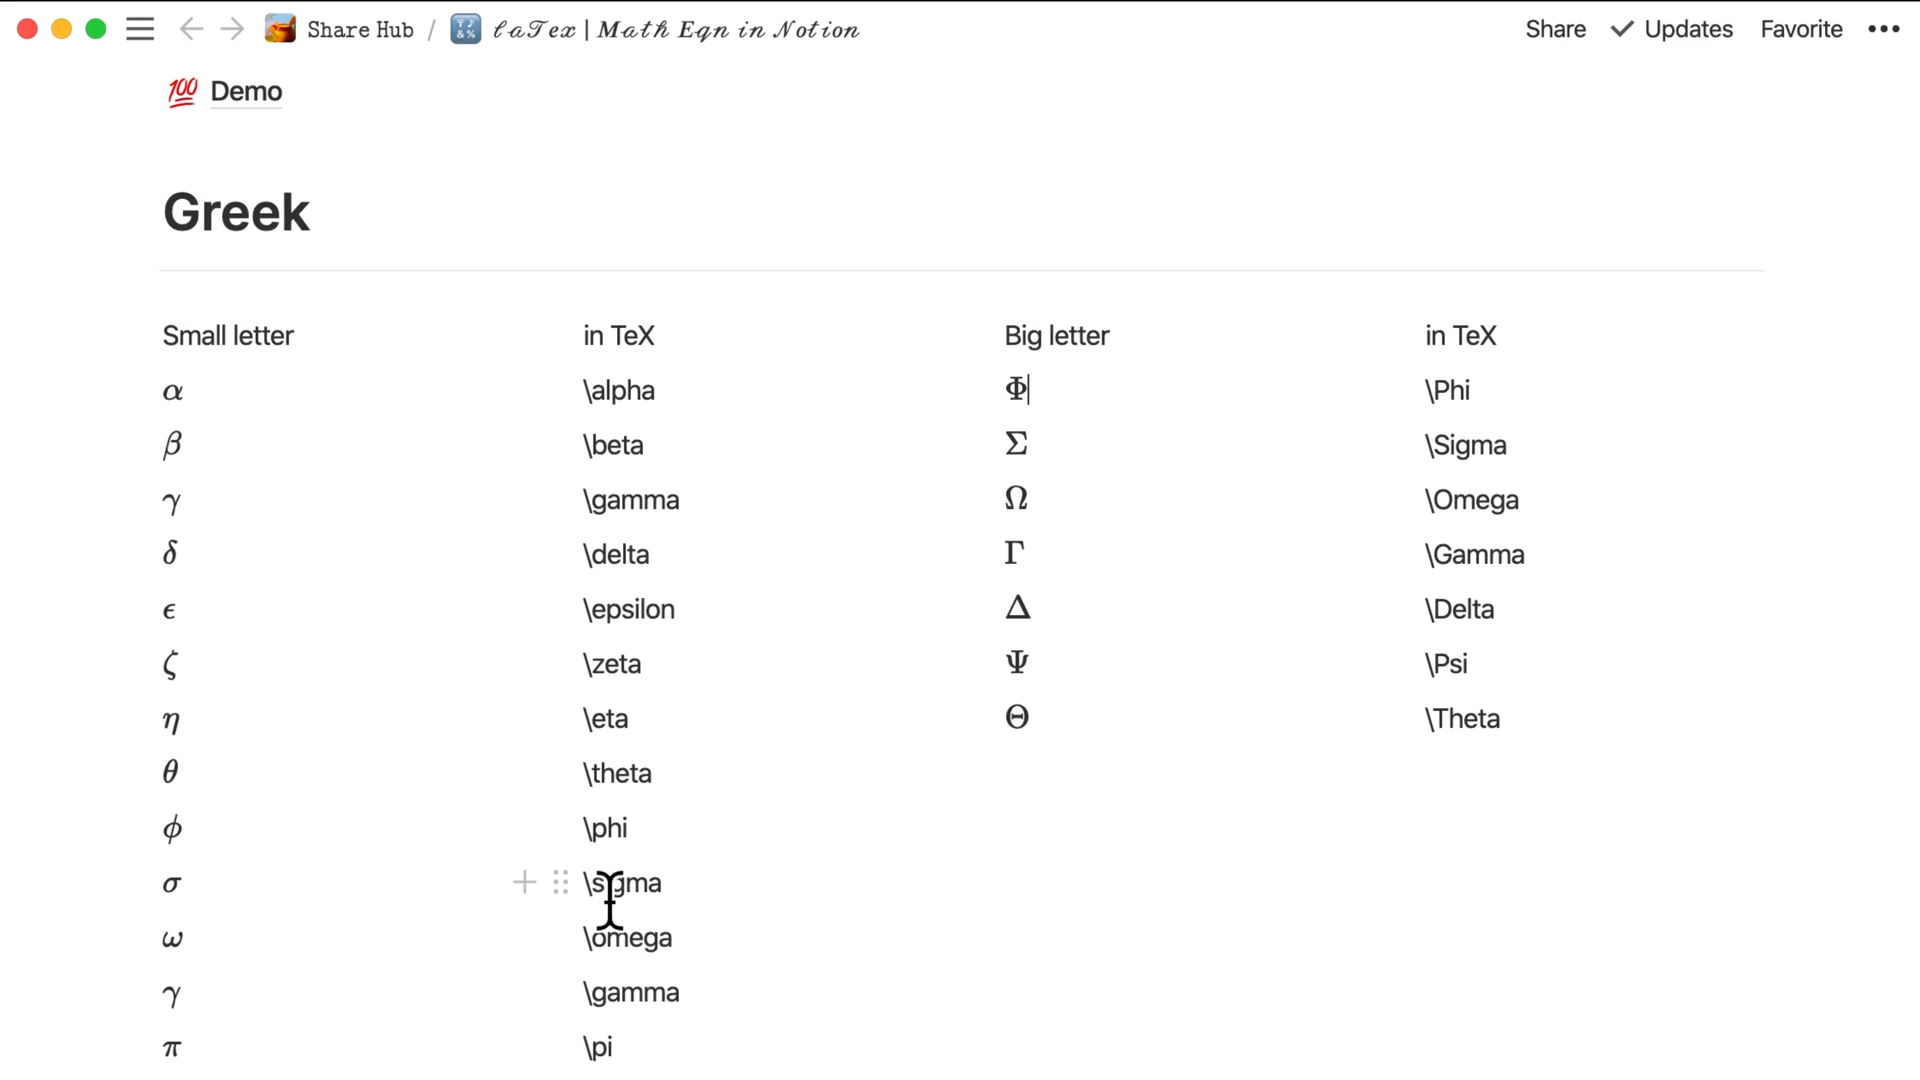 Share Hub / 𝓁𝒶𝒯𝑒𝓍 | 𝑀𝒶𝓉𝒽 𝐸𝓆𝓃 𝒾𝓃 𝒩𝑜𝓉𝒾𝑜𝓃 Share ✓ Updates Favorite •••
💯 Demo
Greek
Small letter in TeX Big letter in TeX
α \alpha Φ \Phi
β \beta Σ \Sigma
γ \gamma Ω \Omega
δ \delta Γ \Gamma
ϵ \epsilon Δ \Delta
ζ \zeta Ψ \Psi
η \eta Θ \Theta
θ \theta
ϕ \phi
σ \sigma
ω \omega
γ \gamma
π \pi